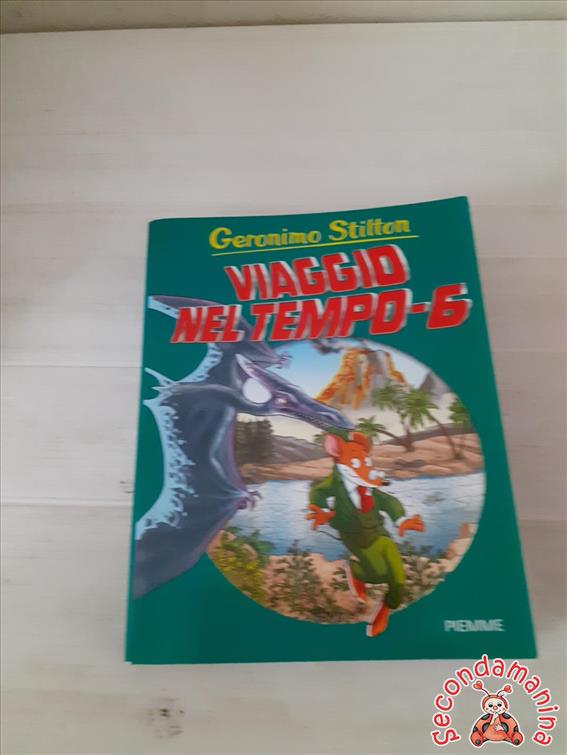 Geronimo Stilton
VIAGGIO
NEL TEMPO-6
PIEMME
secondamanina